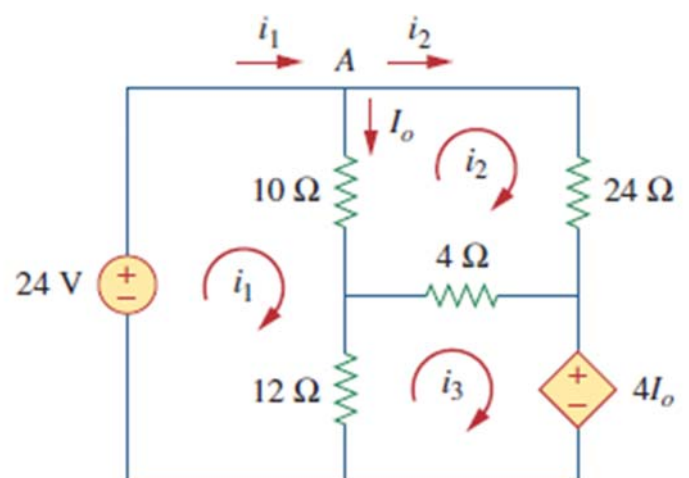 i₁ i₂
A
Iₒ
i₂
10 Ω 24 Ω
4 Ω
24 V + − i₁
12 Ω i₃ + − 4Iₒ